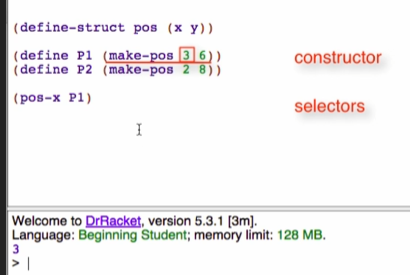 (define-struct pos (x y))
(define P1 (make-pos 3 6))
constructor
(define P2 (make-pos 2 8))
(pos-x P1)
selectors
Welcome to DrRacket, version 5.3.1 [3m].
Language: Beginning Student; memory limit: 128 MB.
3
>